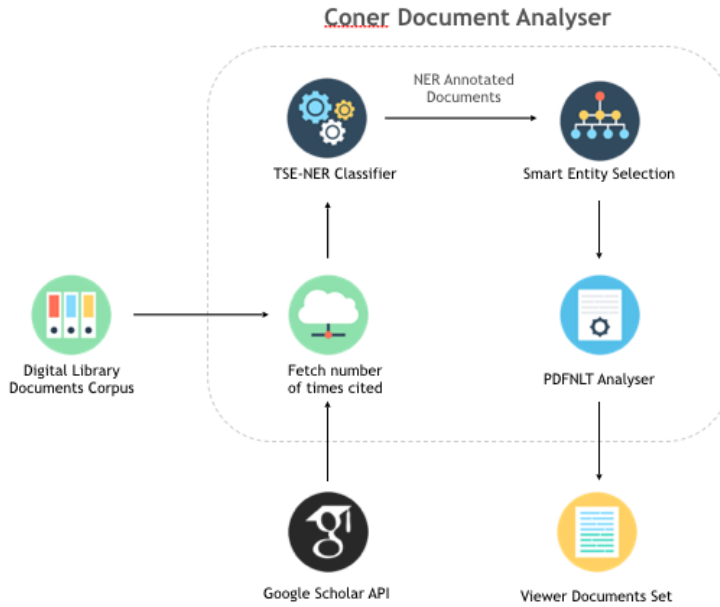 Coner Document Analyser
NER Annotated
Documents
TSE-NER Classifier
Smart Entity Selection
Digital Library
Documents Corpus
Fetch number
of times cited
PDFNLT Analyser
Google Scholar API
Viewer Documents Set